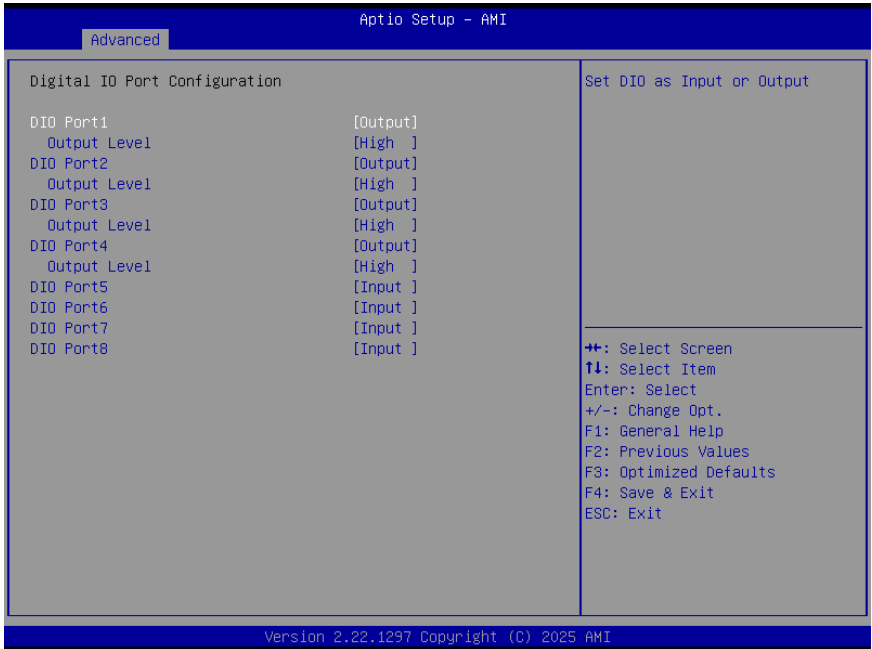 Aptio Setup – AMI
Advanced
Digital IO Port Configuration
DIO Port1 [Output]
Output Level [High ]
DIO Port2 [Output]
Output Level [High ]
DIO Port3 [Output]
Output Level [High ]
DIO Port4 [Output]
Output Level [High ]
DIO Port5 [Input ]
DIO Port6 [Input ]
DIO Port7 [Input ]
DIO Port8 [Input ]
Set DIO as Input or Output
→←: Select Screen
↑↓: Select Item
Enter: Select
+/-: Change Opt.
F1: General Help
F2: Previous Values
F3: Optimized Defaults
F4: Save & Exit
ESC: Exit
Version 2.22.1297 Copyright (C) 2025 AMI